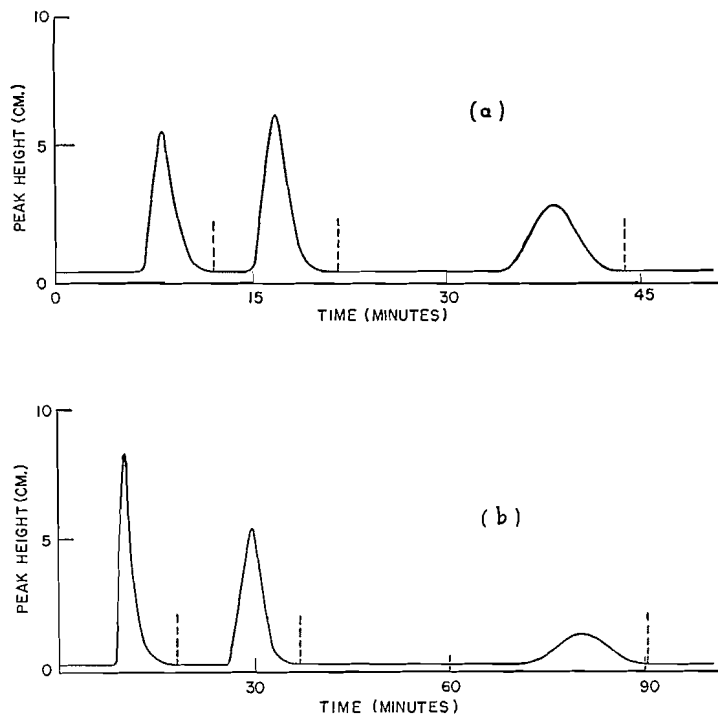 10
(a)
PEAK HEIGHT (CM.)
5
0
0 15 30 45
TIME (MINUTES)
10
PEAK HEIGHT (CM.)
5
(b)
0
30 60 90
TIME (MINUTES)